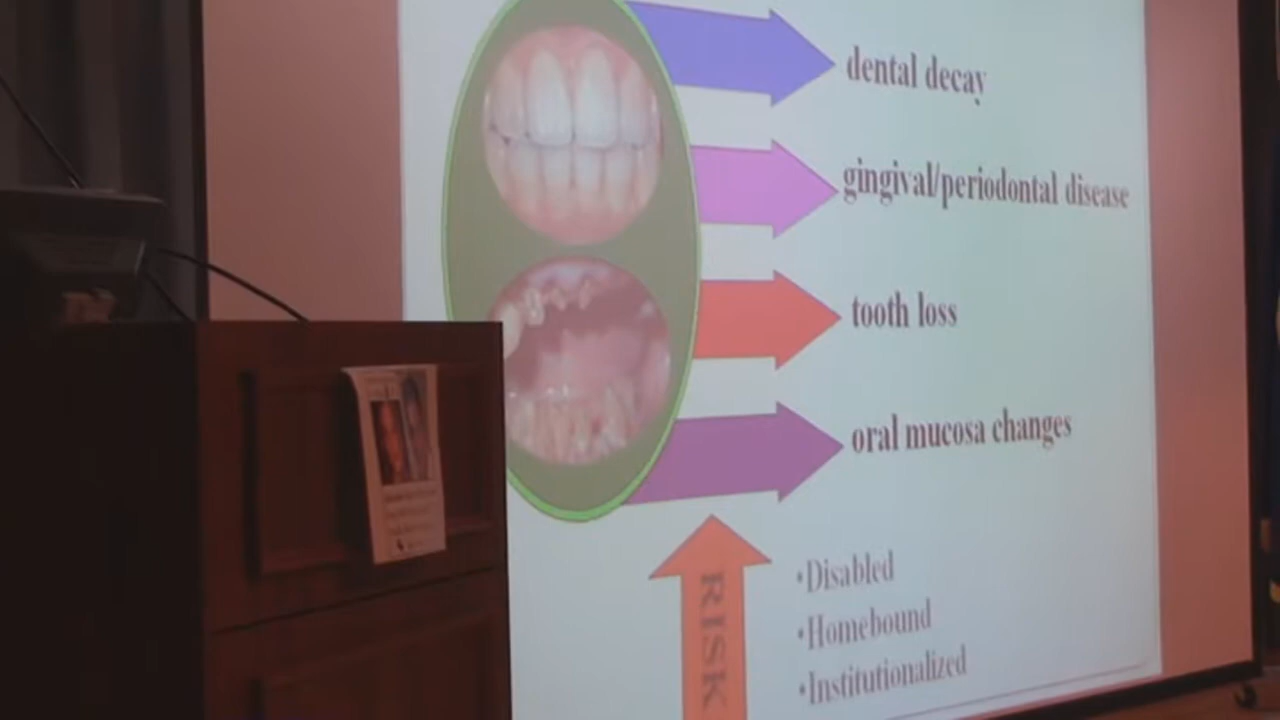 dental decay
gingival/periodontal disease
tooth loss
oral mucosa changes
RISK
•Disabled
•Homebound
•Institutionalized